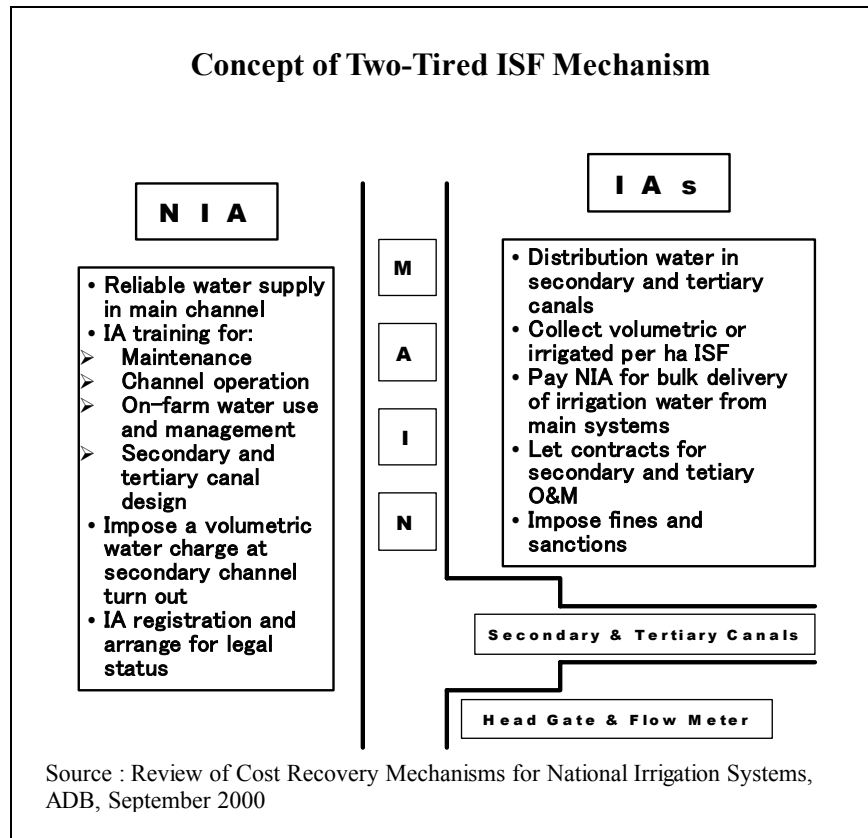 Concept of Two-Tired ISF Mechanism
N I A
• Reliable water supply
in main channel
• IA training for:
➢ Maintenance
➢ Channel operation
➢ On-farm water use
and management
➢ Secondary and
tertiary canal
design
• Impose a volumetric
water charge at
secondary channel
turn out
• IA registration and
arrange for legal
status
M
A
I
N
I A s
• Distribution water in
secondary and tertiary
canals
• Collect volumetric or
irrigated per ha ISF
• Pay NIA for bulk delivery
of irrigation water from
main systems
• Let contracts for
secondary and tetiary
O&M
• Impose fines and
sanctions
Secondary & Tertiary Canals
Head Gate & Flow Meter
Source : Review of Cost Recovery Mechanisms for National Irrigation Systems,
ADB, September 2000